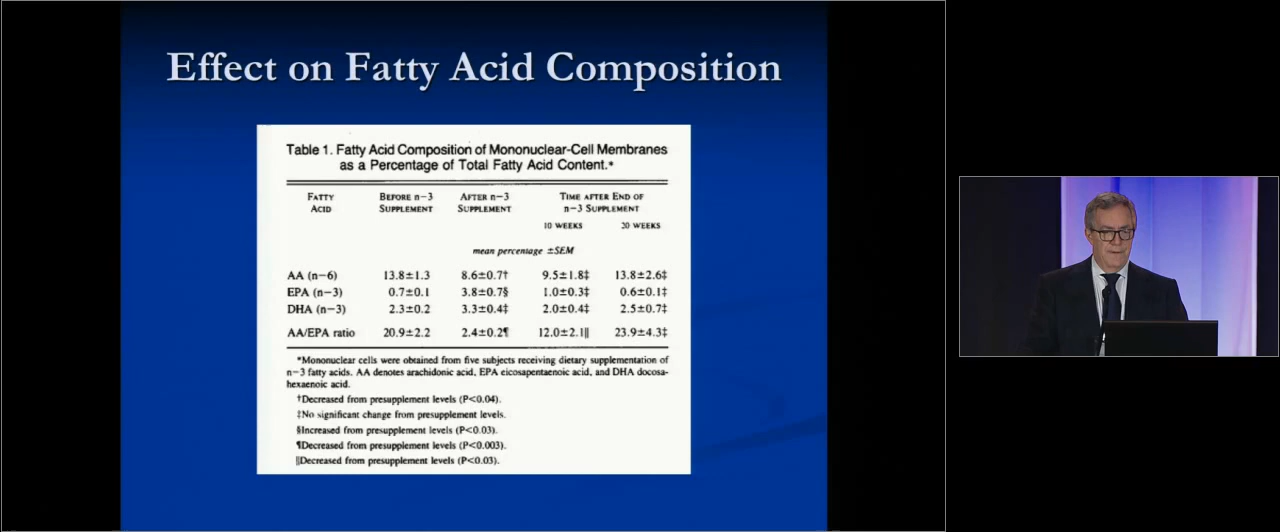 Effect on Fatty Acid Composition
Table 1. Fatty Acid Composition of Mononuclear-Cell Membranes
as a Percentage of Total Fatty Acid Content.*
FATTY ACID BEFORE n−3 SUPPLEMENT AFTER n−3 SUPPLEMENT TIME AFTER END OF n−3 SUPPLEMENT
10 WEEKS 20 WEEKS
mean percentage ±SEM
AA (n−6) 13.8±1.3 8.6±0.7† 9.5±1.8‡ 13.8±2.6‡
EPA (n−3) 0.7±0.1 3.8±0.7§ 1.0±0.3‡ 0.6±0.1‡
DHA (n−3) 2.3±0.2 3.3±0.4‡ 2.0±0.4‡ 2.5±0.7‡
AA/EPA ratio 20.9±2.2 2.4±0.2¶ 12.0±2.1‖ 23.9±4.3‡
*Mononuclear cells were obtained from five subjects receiving dietary supplementation of
n−3 fatty acids. AA denotes arachidonic acid, EPA eicosapentaenoic acid, and DHA docosa-
hexaenoic acid.
†Decreased from presupplement levels (P<0.04).
‡No significant change from presupplement levels.
§Increased from presupplement levels (P<0.03).
¶Decreased from presupplement levels (P<0.003).
‖Decreased from presupplement levels (P<0.03).